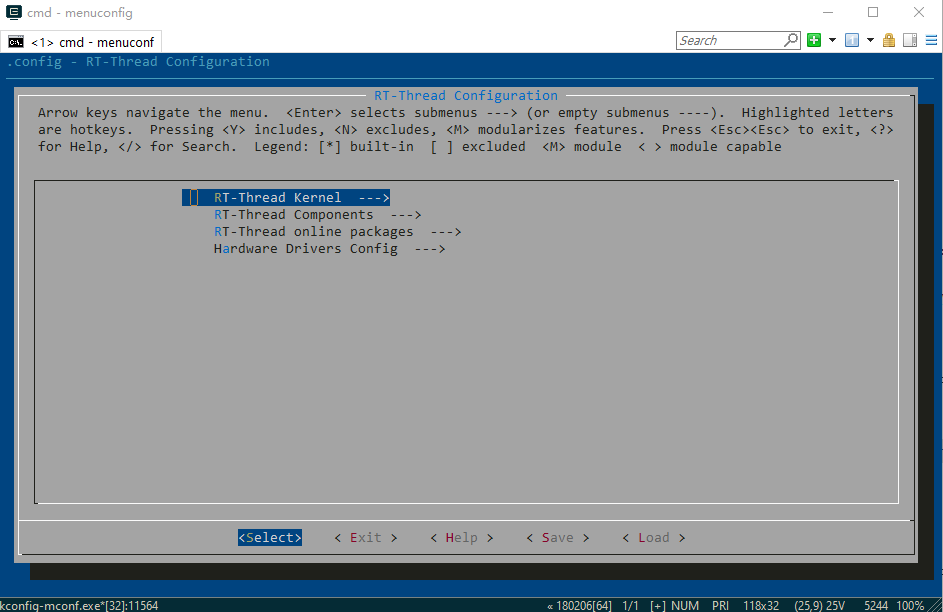 cmd - menuconfig
<1> cmd - menuconf
Search
.config - RT-Thread Configuration
RT-Thread Configuration
Arrow keys navigate the menu.  <Enter> selects submenus ---> (or empty submenus ----).  Highlighted letters
are hotkeys.  Pressing <Y> includes, <N> excludes, <M> modularizes features.  Press <Esc><Esc> to exit, <?>
for Help, </> for Search.  Legend: [*] built-in  [ ] excluded  <M> module  < > module capable
RT-Thread Kernel  --->
RT-Thread Components  --->
RT-Thread online packages  --->
Hardware Drivers Config  --->
<Select>    < Exit >    < Help >    < Save >    < Load >
kconfig-mconf.exe*[32]:11564    « 180206[64]  1/1  [+] NUM  PRI  118x32  (25,9) 25V  5244  100%